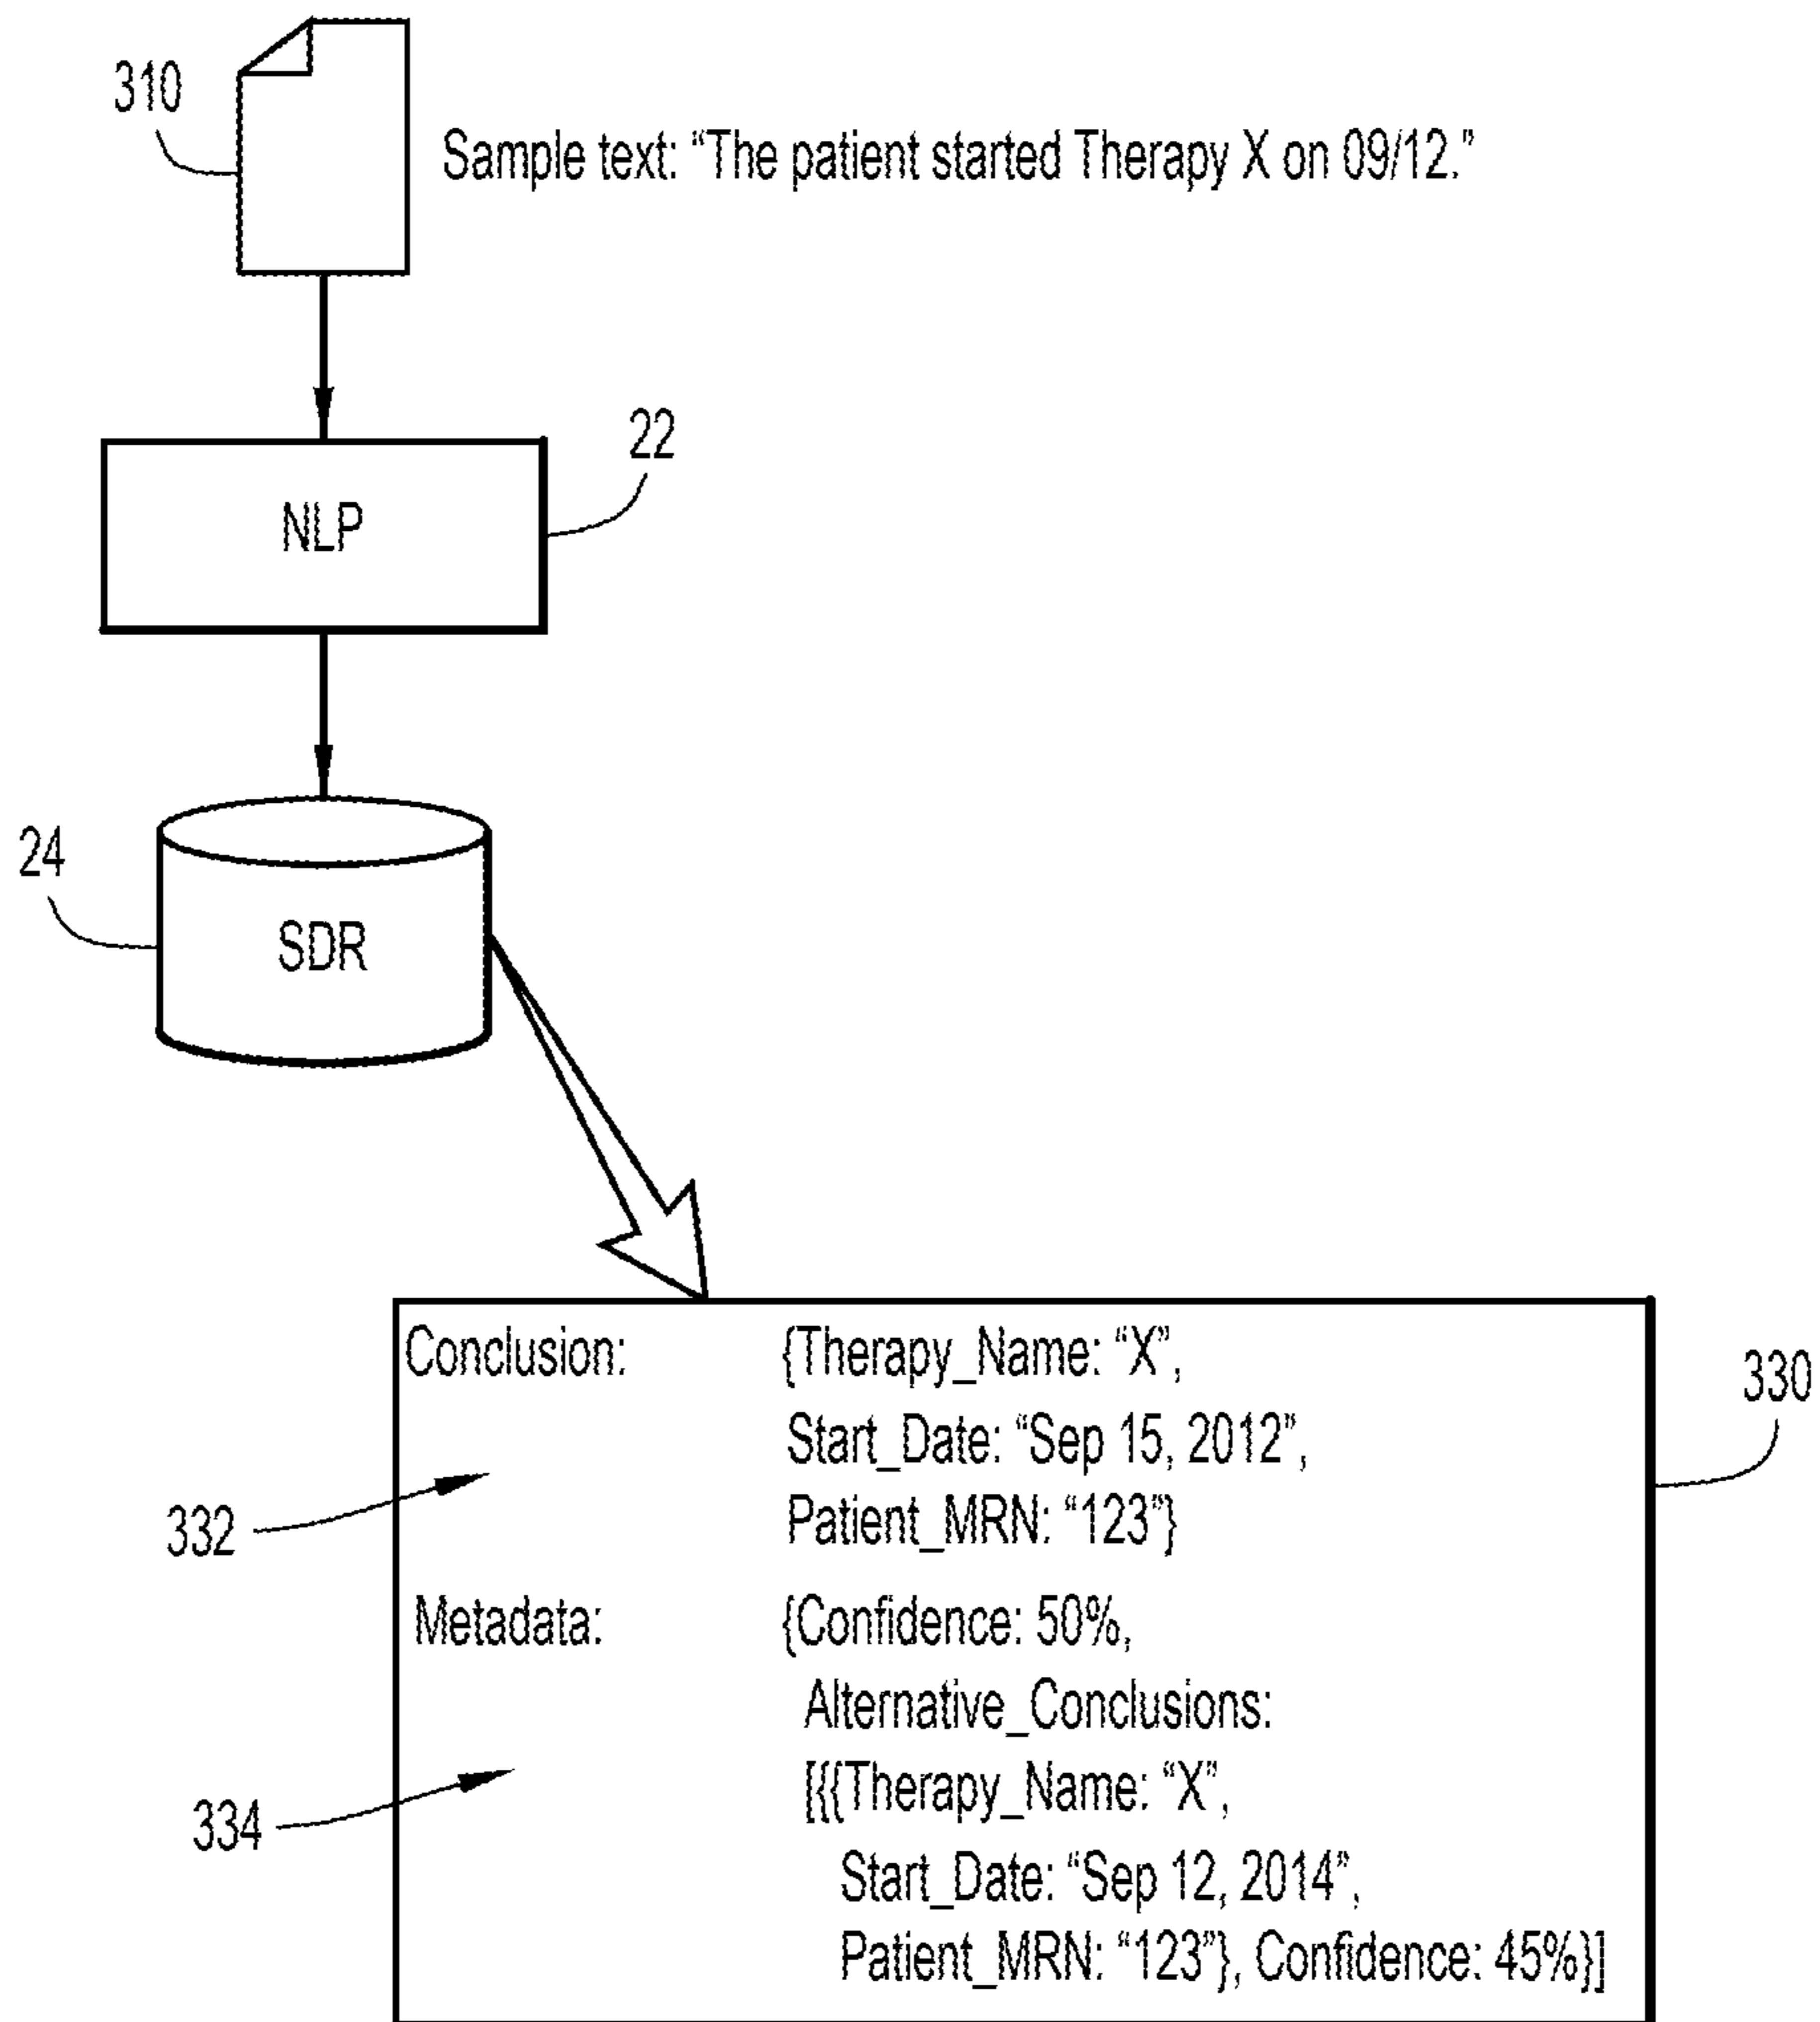 310
Sample text: “The patient started Therapy X on 09/12.”
22
NLP
24
SDR
Conclusion: {Therapy_Name: “X”,
330
Start_Date: “Sep 15, 2012”,
332
Patient_MRN: “123”}
Metadata: {Confidence: 50%,
Alternative_Conclusions:
334
[{{Therapy_Name: “X”,
Start_Date: “Sep 12, 2014”,
Patient_MRN: “123”}, Confidence: 45%}]